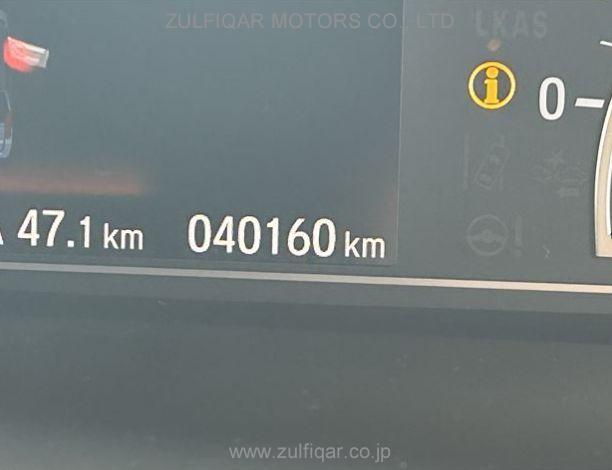 ZULFIQAR MOTORS CO. LTD
LKAS
0
A 47.1 km 040160 km
www.zulfiqar.co.jp